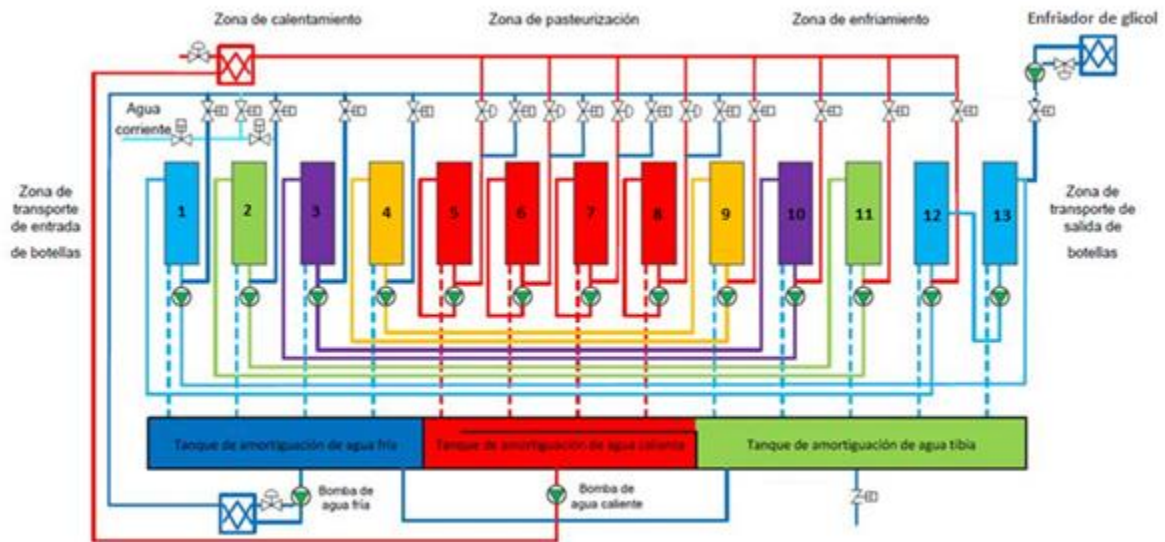 Zona de calentamiento
Zona de pasteurización
Zona de enfriamiento
Enfriador de glicol
Agua
corriente
Zona de
transporte
de entrada
de botellas
1
2
3
4
5
6
7
8
9
10
11
12
13
Zona de
transporte de
salida de
botellas
Tanque de amortiguación de agua fría
Tanque de amortiguación de agua caliente
Tanque de amortiguación de agua tibia
Bomba de
agua fría
Bomba de
agua caliente